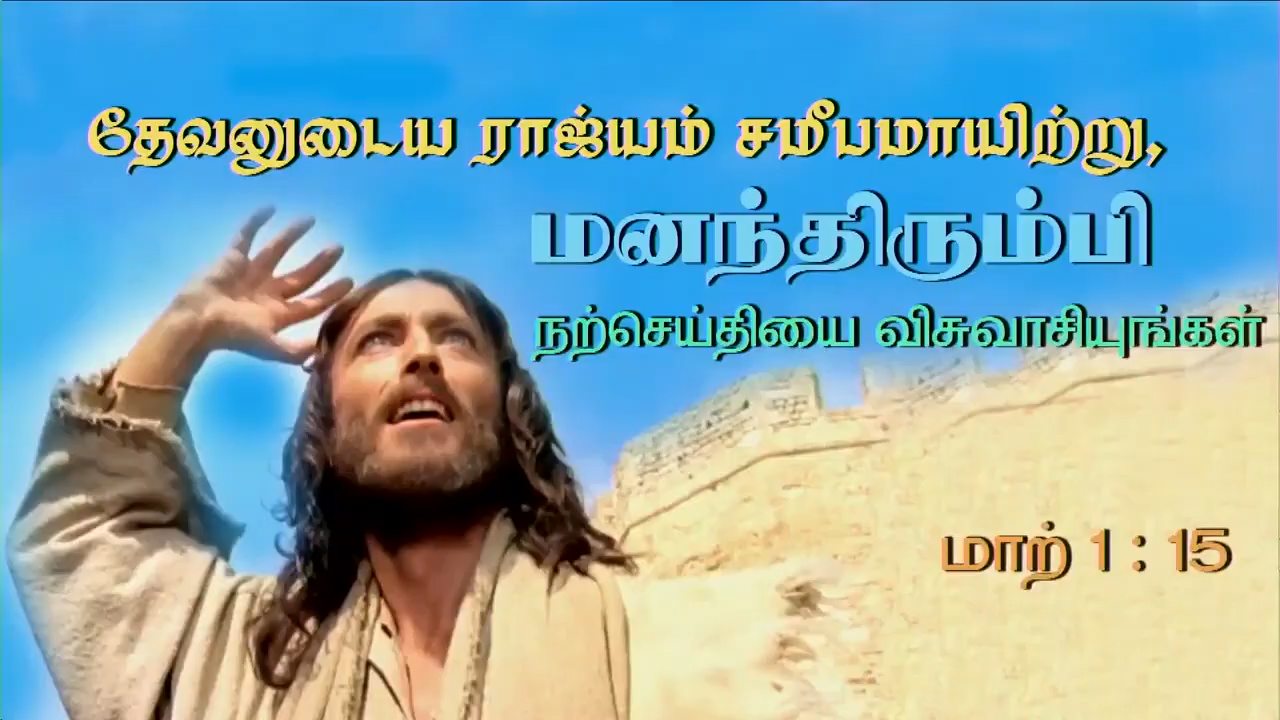 தேவனுடைய ராஜ்யம் சமீபமாயிற்று,
மனந்திரும்பி
நற்செய்தியை விசுவாசியுங்கள்
மாற் 1 : 15